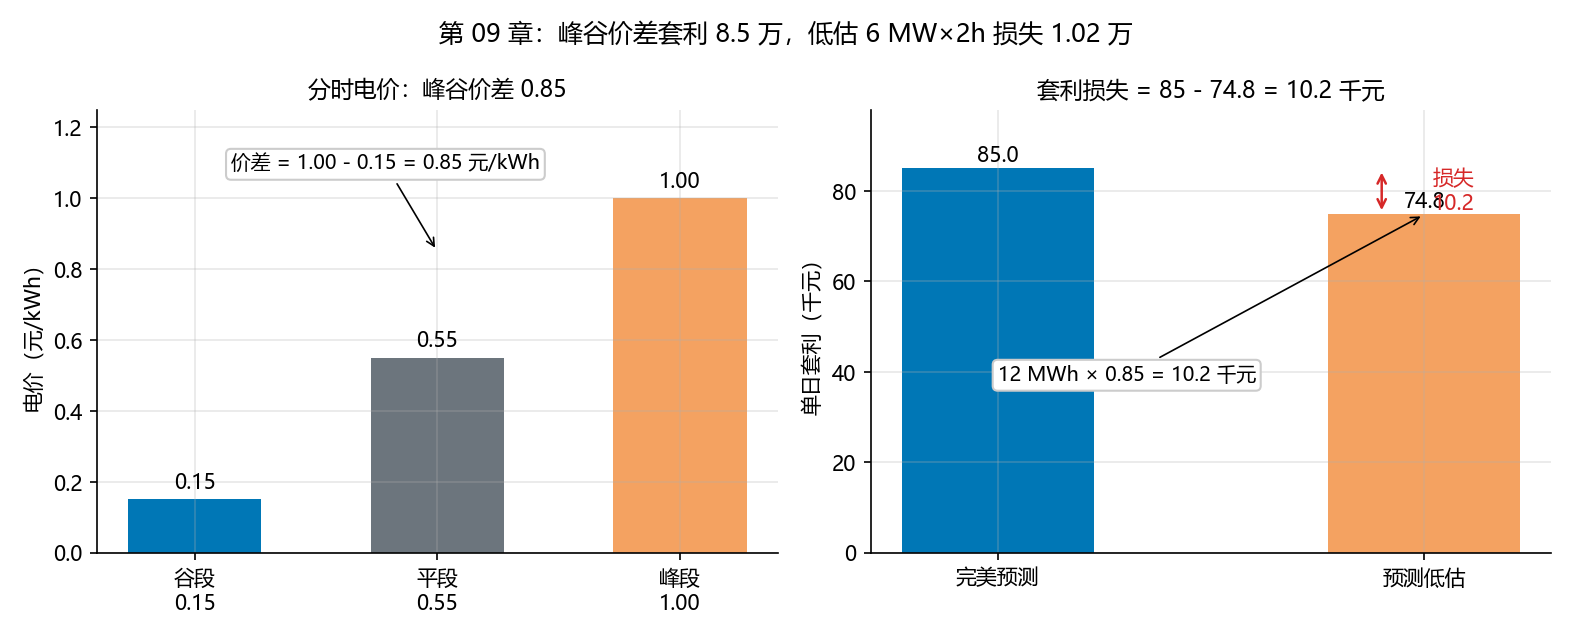 第 09 章：峰谷价差套利 8.5 万，低估 6 MW×2h 损失 1.02 万
分时电价：峰谷价差 0.85
电价（元/kWh）
1.2
1.0
0.8
0.6
0.4
0.2
0.0
价差 = 1.00 - 0.15 = 0.85 元/kWh
0.15
0.55
1.00
谷段
0.15
平段
0.55
峰段
1.00
套利损失 = 85 - 74.8 = 10.2 千元
单日套利（千元）
80
60
40
20
0
85.0
74.8
损失
10.2
12 MWh × 0.85 = 10.2 千元
完美预测
预测低估